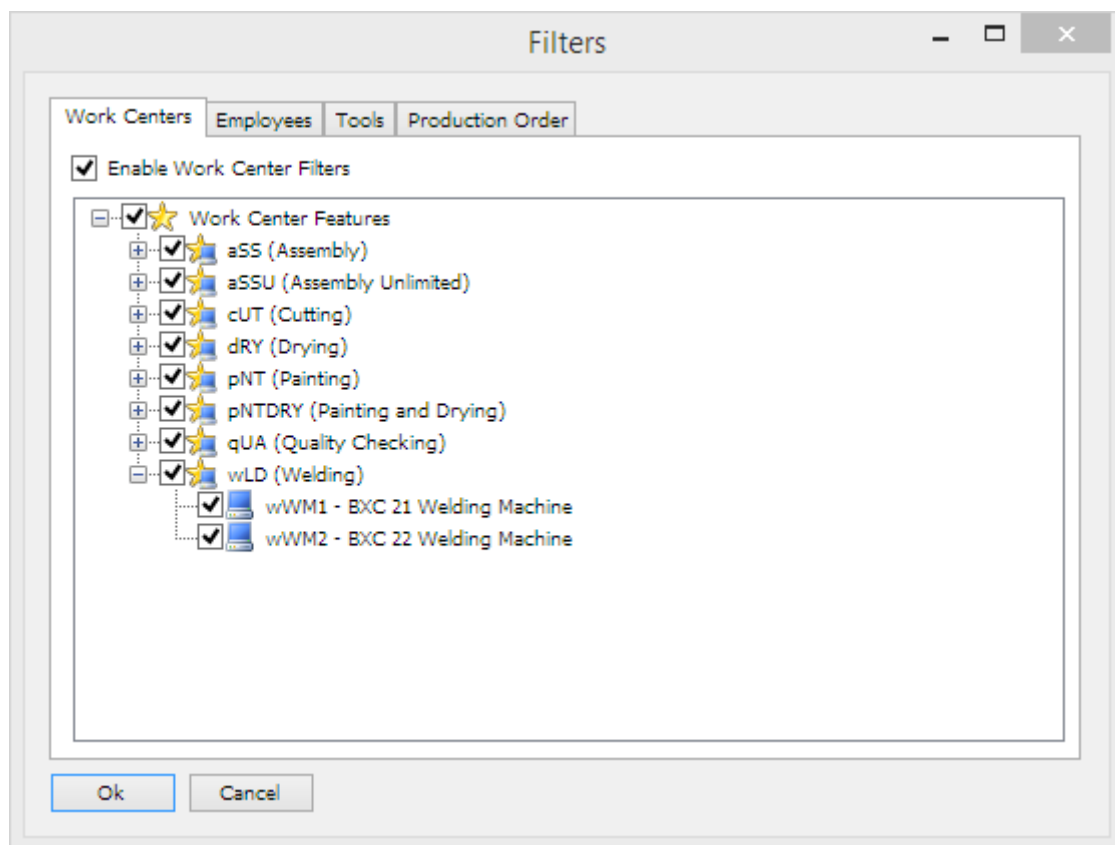 Filters
Work Centers Employees Tools Production Order
Enable Work Center Filters
Work Center Features
aSS (Assembly)
aSSU (Assembly Unlimited)
cUT (Cutting)
dRY (Drying)
pNT (Painting)
pNTDRY (Painting and Drying)
qUA (Quality Checking)
wLD (Welding)
wWM1 - BXC 21 Welding Machine
wWM2 - BXC 22 Welding Machine
Ok Cancel